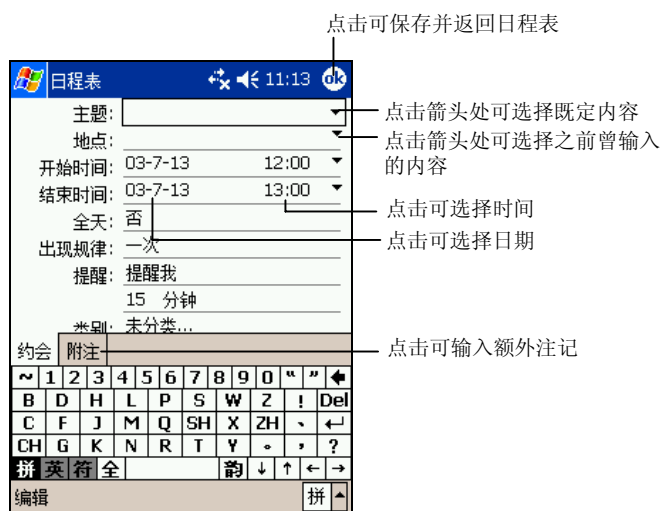 点击可保存并返回日程表
日程表 11:13 ok
主题:
点击箭头处可选择既定内容
地点:
点击箭头处可选择之前曾输入
的内容
开始时间: 03-7-13 12:00
结束时间: 03-7-13 13:00
点击可选择时间
全天: 否
点击可选择日期
出现规律: 一次
提醒: 提醒我
15 分钟
类别: 未分类...
约会 附注
点击可输入额外注记
~ 1 2 3 4 5 6 7 8 9 0 “ ” ←
B D H L P S W Z ! Del
C F J M Q SH X ZH 、 ↵
CH G K N R T Y 。 , ?
拼 英 符 全 韵 ↓ ↑ ← →
编辑 拼